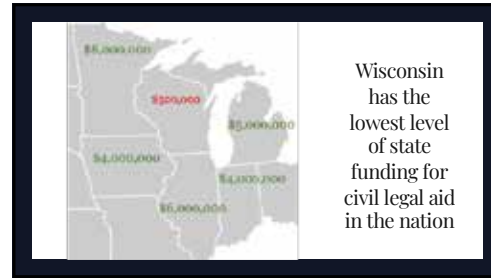 $6,000,000
$500,000
$5,000,000
$4,000,000
$4,000,000
$6,000,000
Wisconsin
has the
lowest level
of state
funding for
civil legal aid
in the nation